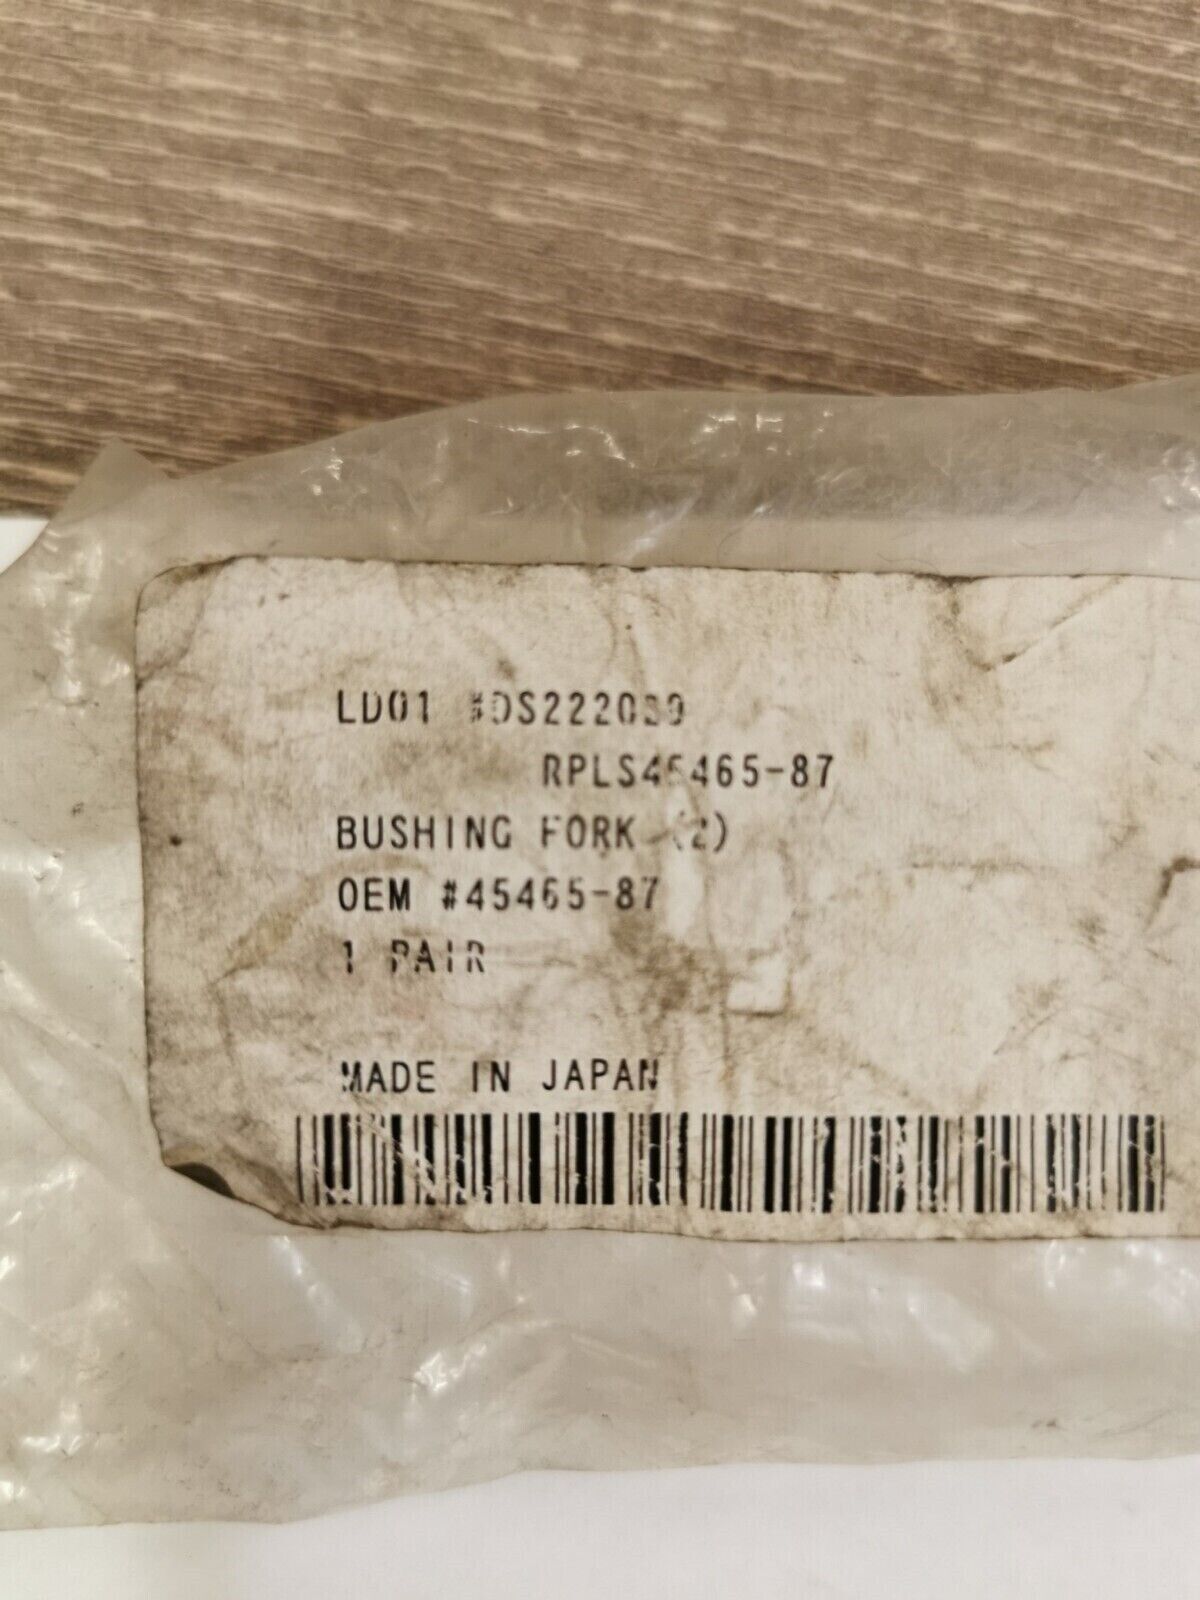 LD01 #DS222039
RPLS45465-87
BUSHING FORK (2)
OEM #45465-87
1 PAIR
MADE IN JAPAN